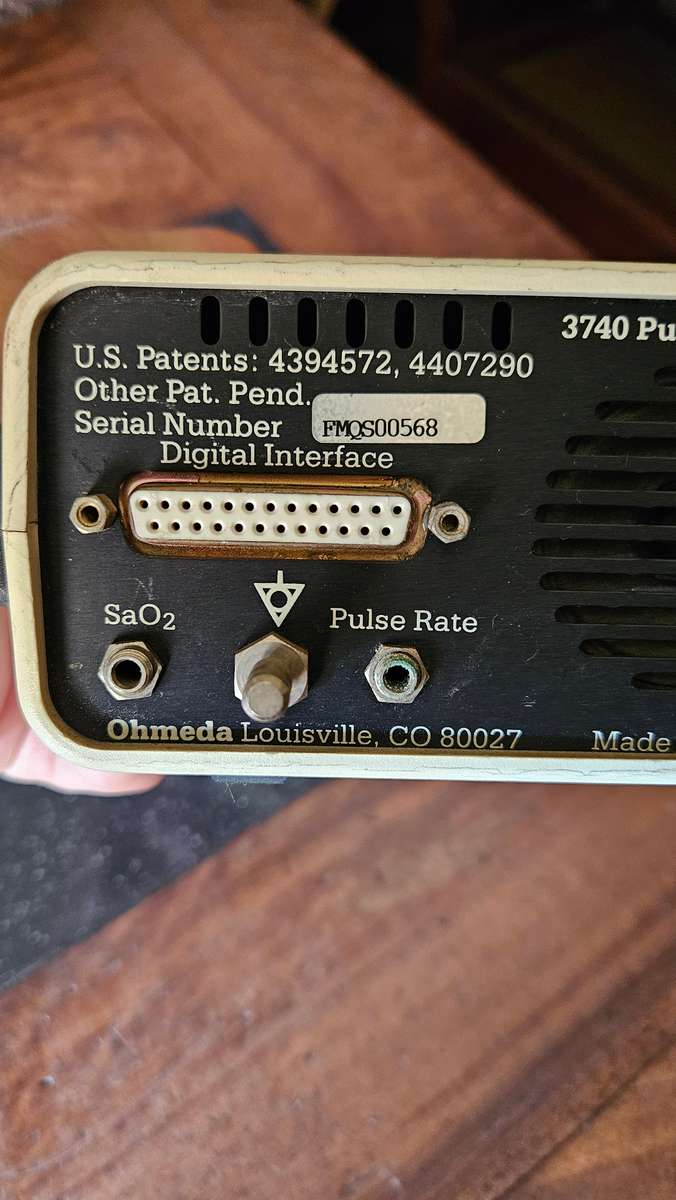 3740 Pu
U.S. Patents: 4394572, 4407290
Other Pat. Pend.
Serial Number FMQS00568
Digital Interface
SaO2
Pulse Rate
Ohmeda Louisville, CO 80027
Made